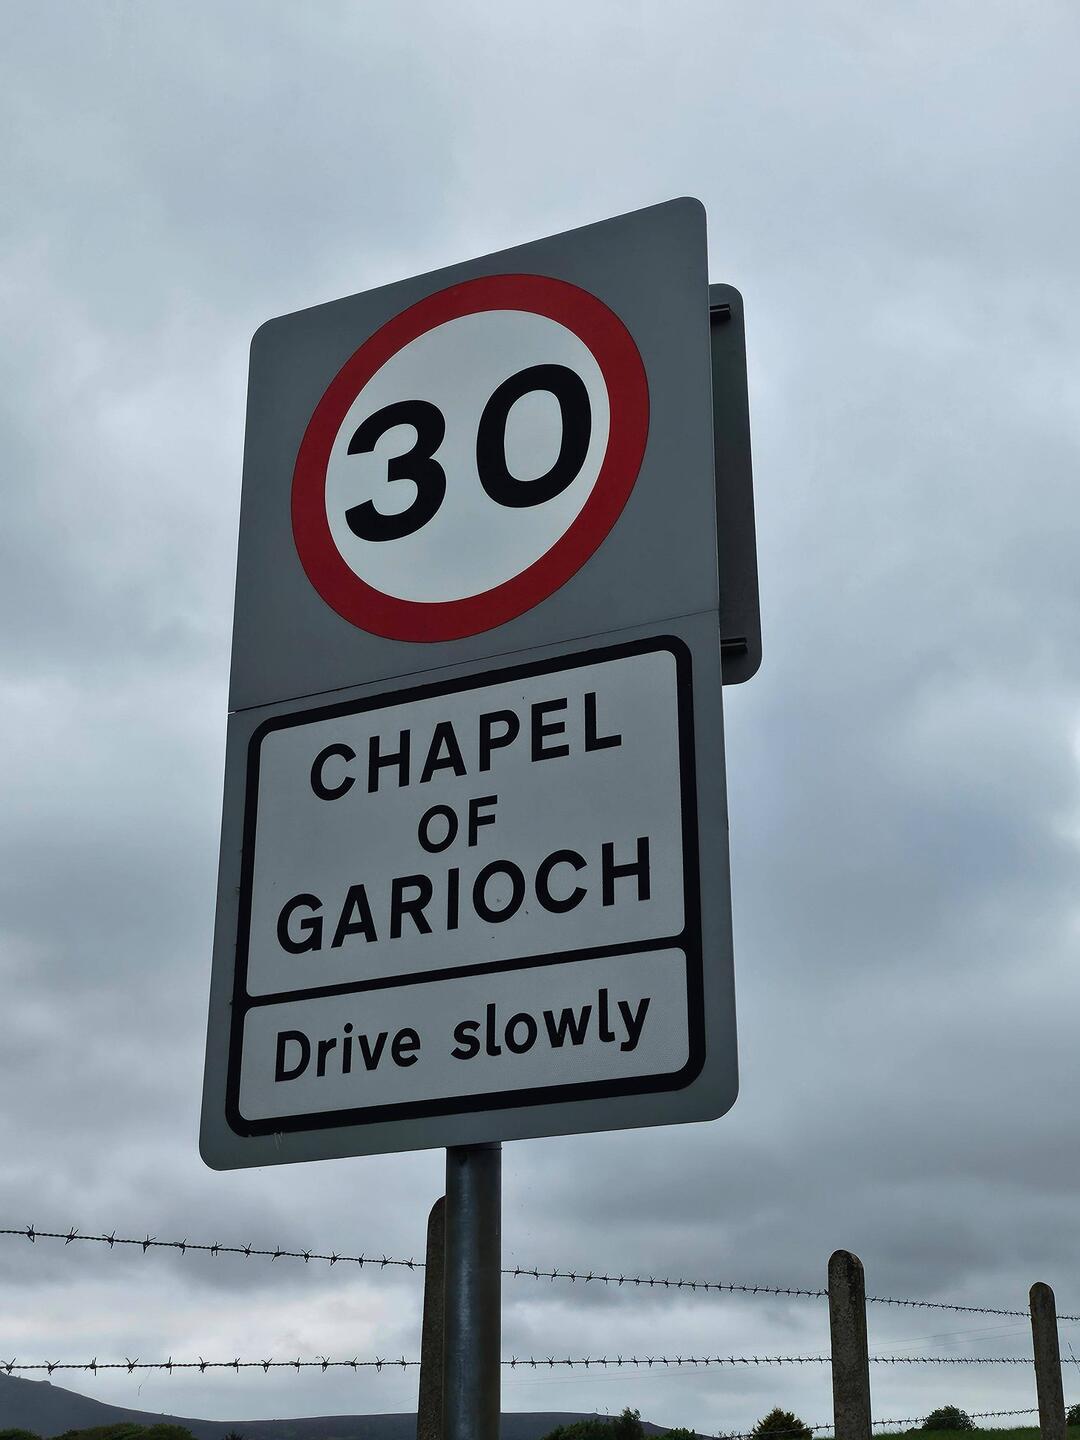 30
CHAPEL
OF
GARIOCH
Drive slowly